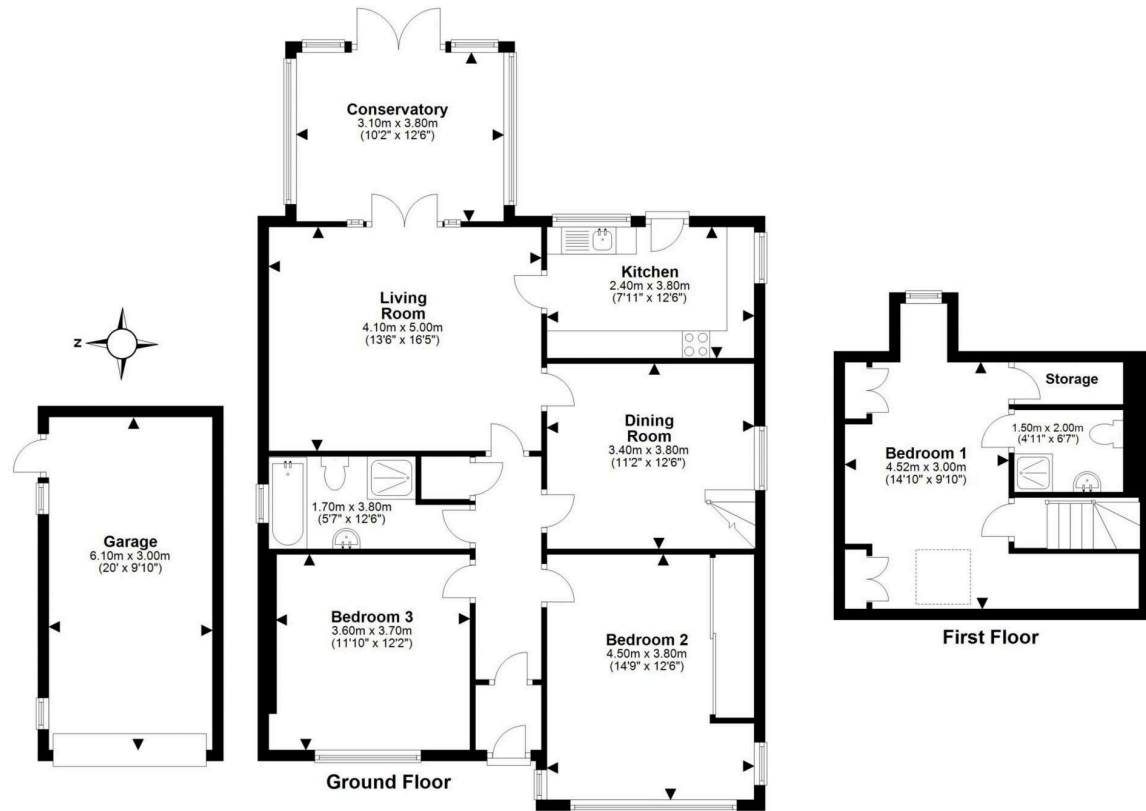 Conservatory
3.10m x 3.80m
(10'2" x 12'6")
Living
Room
4.10m x 5.00m
(13'6" x 16'5")
Kitchen
2.40m x 3.80m
(7'11" x 12'6")
Z
Dining
Room
3.40m x 3.80m
(11'2" x 12'6")
1.70m x 3.80m
(5'7" x 12'6")
Garage
6.10m x 3.00m
(20' x 9'10")
Bedroom 3
3.60m x 3.70m
(11'10" x 12'2")
Bedroom 2
4.50m x 3.80m
(14'9" x 12'6")
Ground Floor
Storage
1.50m x 2.00m
(4'11" x 6'7")
Bedroom 1
4.52m x 3.00m
(14'10" x 9'10")
First Floor